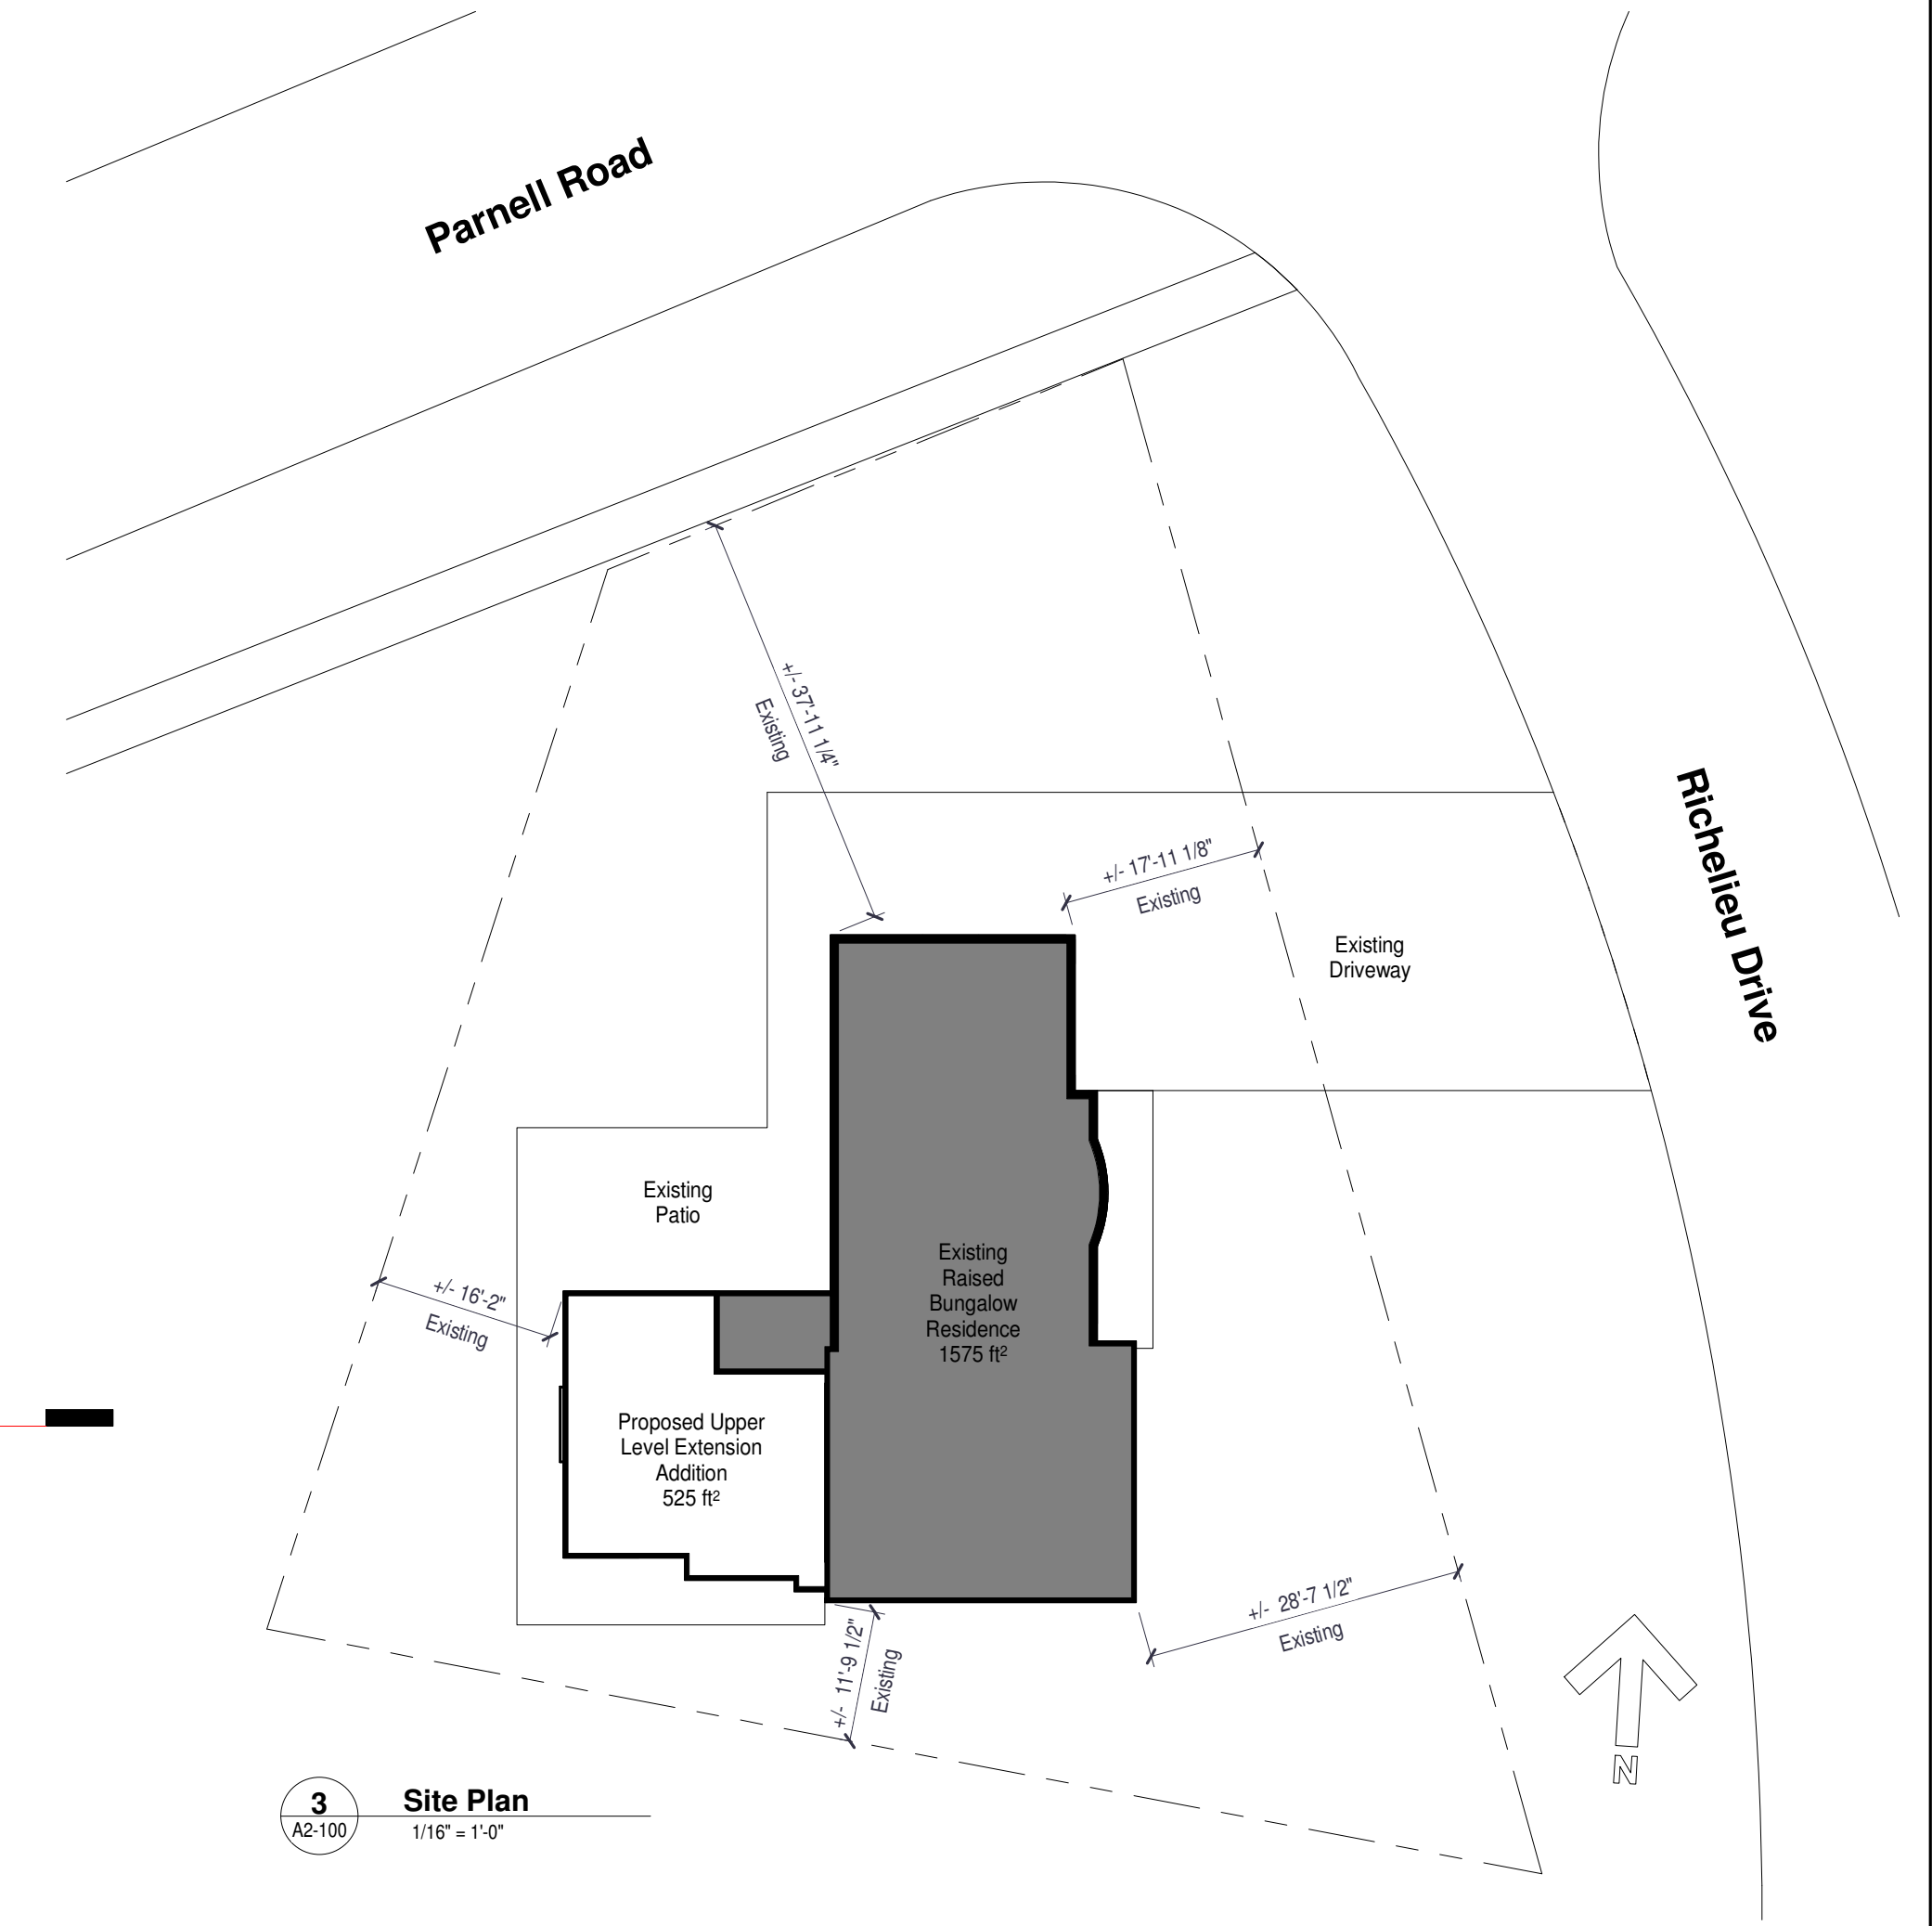 Parnell Road
Richelieu Drive
+/- 37'-11 1/4"
Existing
+/- 17'-11 1/8"
Existing
Existing
Driveway
Existing
Patio
Existing
Raised
Bungalow
Residence
1575 ft²
+/- 16'-2"
Existing
Proposed Upper
Level Extension
Addition
525 ft²
+/- 28'-7 1/2"
Existing
+/- 11'-9 1/2"
Existing
N
3
A2-100
Site Plan
1/16" = 1'-0"